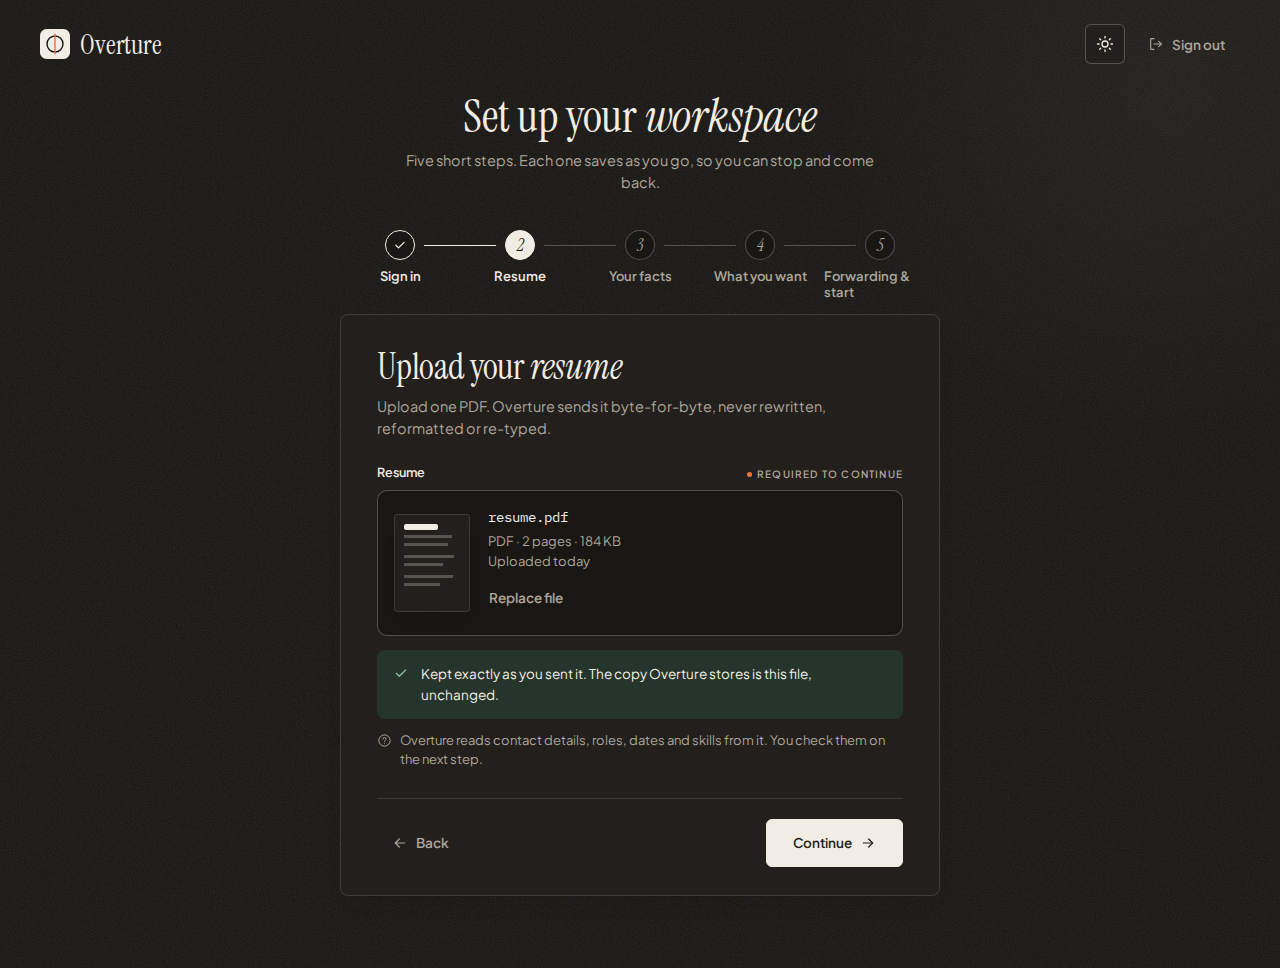 Overture
Sign out
Set up your workspace
Five short steps. Each one saves as you go, so you can stop and come
back.
2
3
4
5
Sign in
Resume
Your facts
What you want
Forwarding &
start
Upload your resume
Upload one PDF. Overture sends it byte-for-byte, never rewritten,
reformatted or re-typed.
Resume
REQUIRED TO CONTINUE
resume.pdf
PDF · 2 pages · 184 KB
Uploaded today
Replace file
Kept exactly as you sent it. The copy Overture stores is this file,
unchanged.
Overture reads contact details, roles, dates and skills from it. You check them on
the next step.
Back
Continue